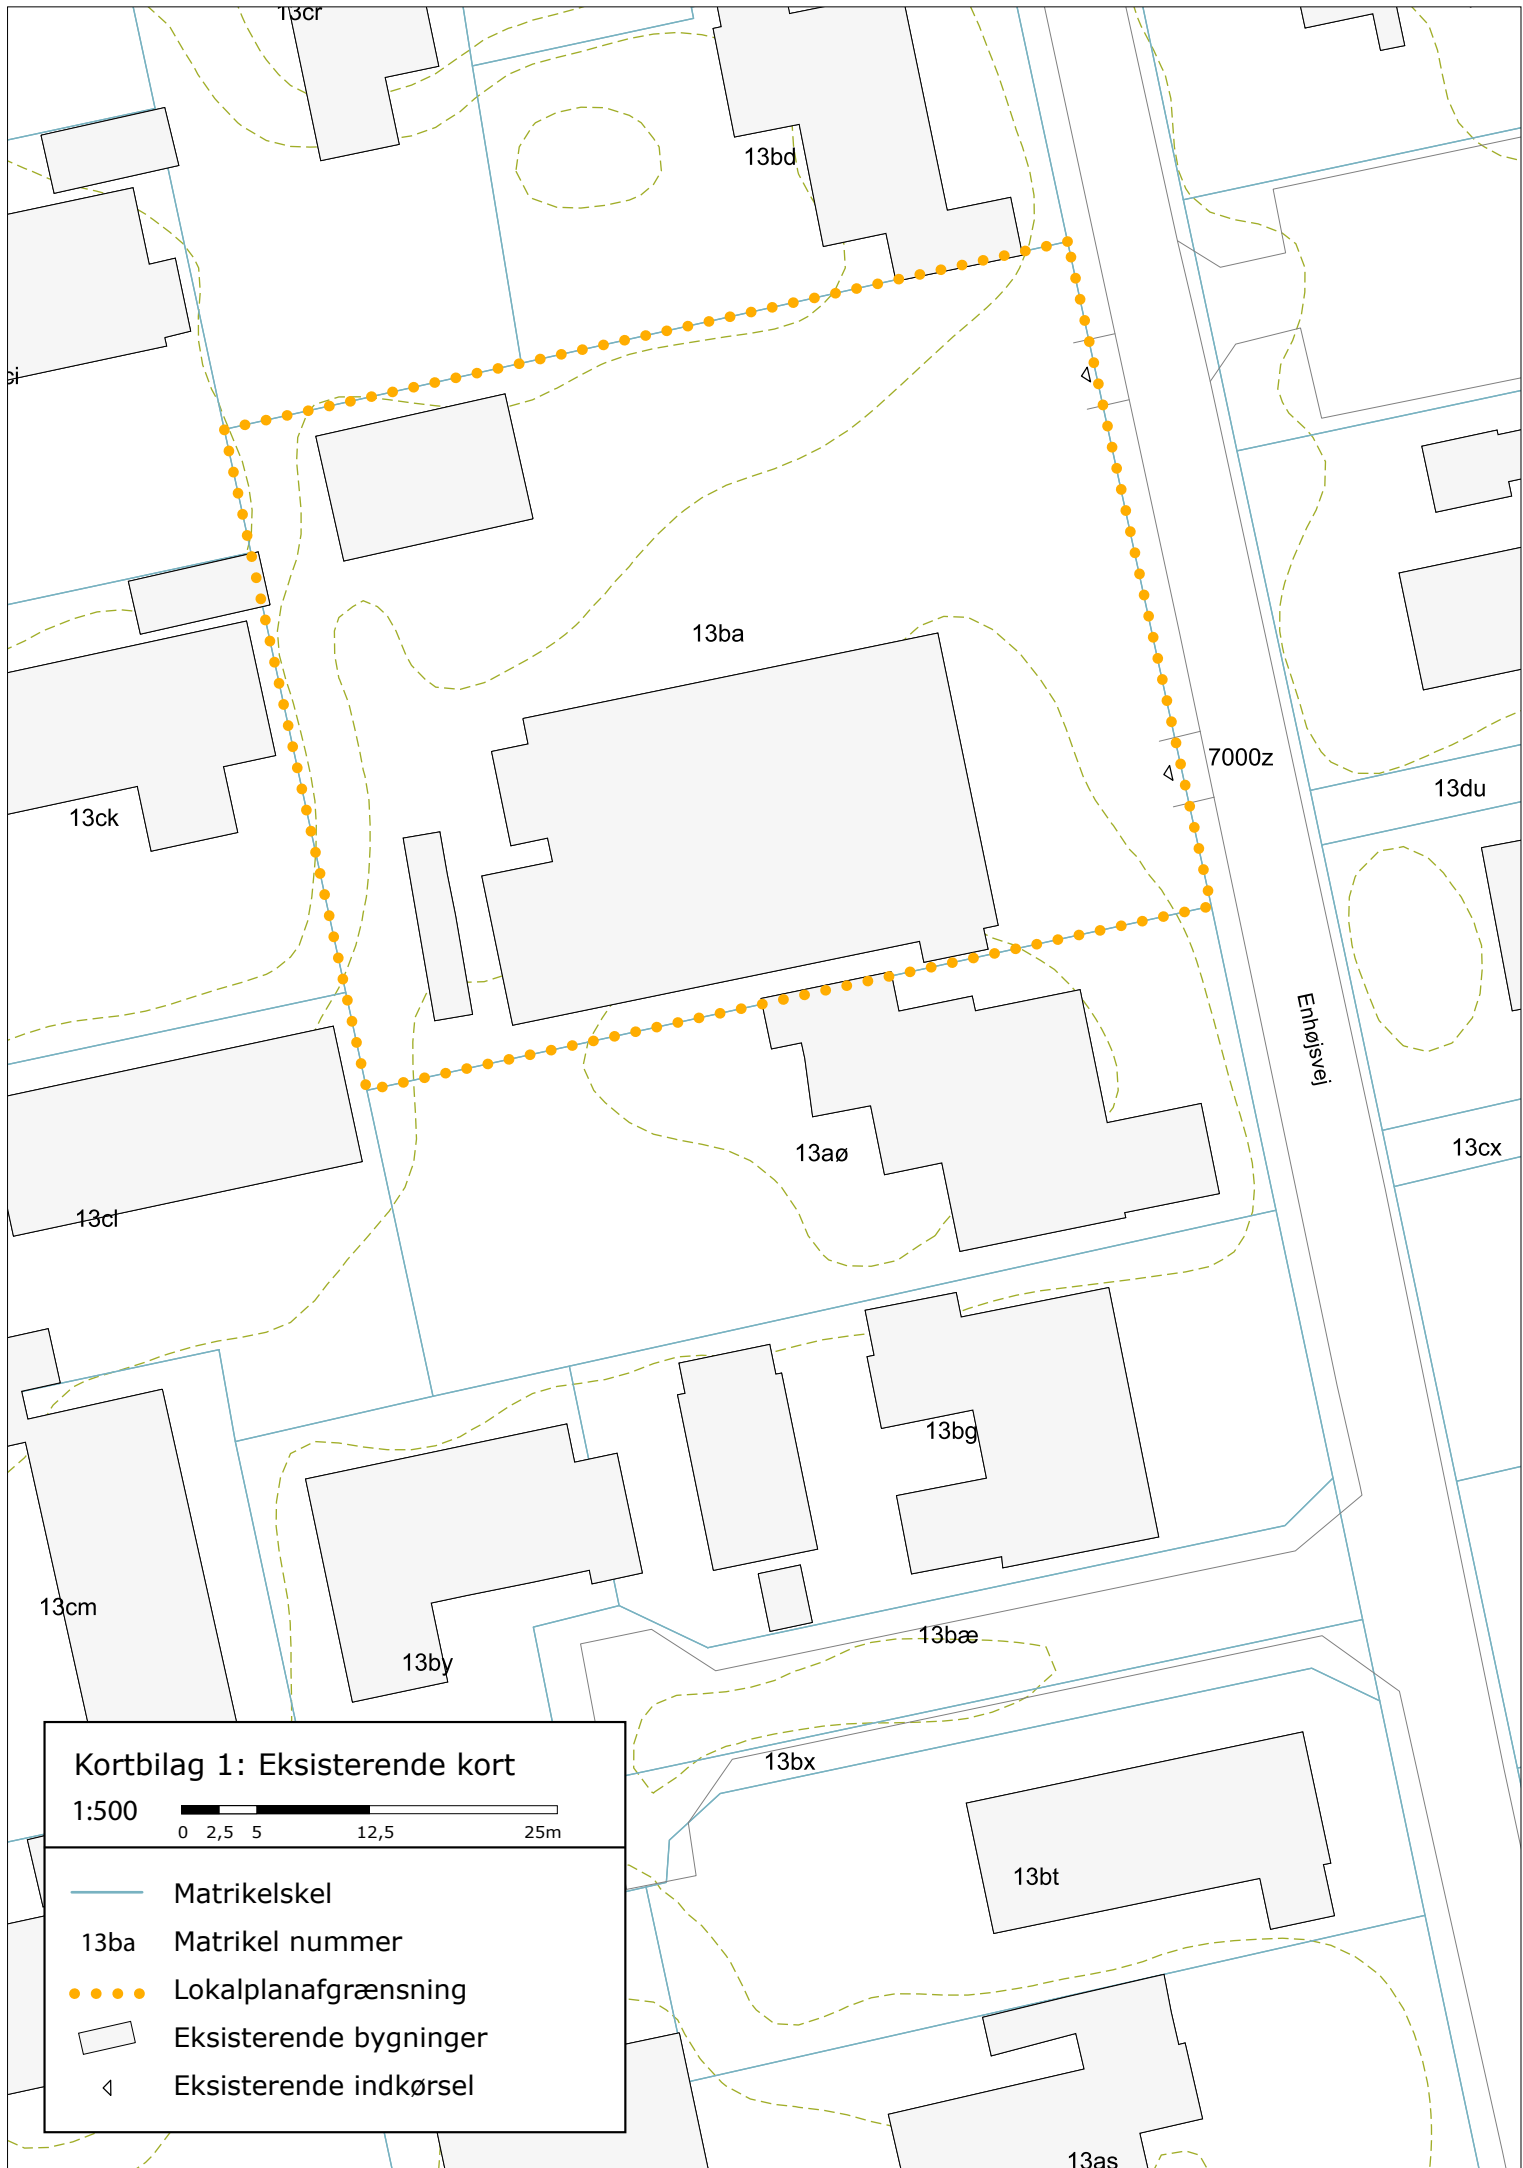 13cr
13bd
ci
13ba
7000z
13du
13ck
Enhøjsvej
13cx
13aø
13cl
13bg
13cm
13bæ
13by
13bx
13bt
13as
Kortbilag 1: Eksisterende kort
1:500
0 2,5 5 12,5 25m
Matrikelskel
13ba Matrikel nummer
Lokalplanafgrænsning
Eksisterende bygninger
Eksisterende indkørsel